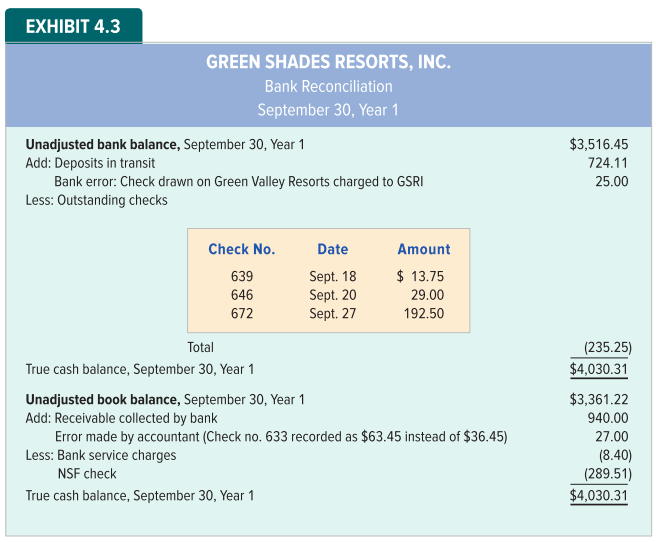 EXHIBIT 4.3
GREEN SHADES RESORTS, INC.
Bank Reconciliation
September 30, Year 1
Unadjusted bank balance, September 30, Year 1 $3,516.45
Add: Deposits in transit 724.11
Bank error: Check drawn on Green Valley Resorts charged to GSRI 25.00
Less: Outstanding checks
Check No. Date Amount
639 Sept. 18 $ 13.75
646 Sept. 20 29.00
672 Sept. 27 192.50
Total (235.25)
True cash balance, September 30, Year 1 $4,030.31
Unadjusted book balance, September 30, Year 1 $3,361.22
Add: Receivable collected by bank 940.00
Error made by accountant (Check no. 633 recorded as $63.45 instead of $36.45) 27.00
Less: Bank service charges (8.40)
NSF check (289.51)
True cash balance, September 30, Year 1 $4,030.31